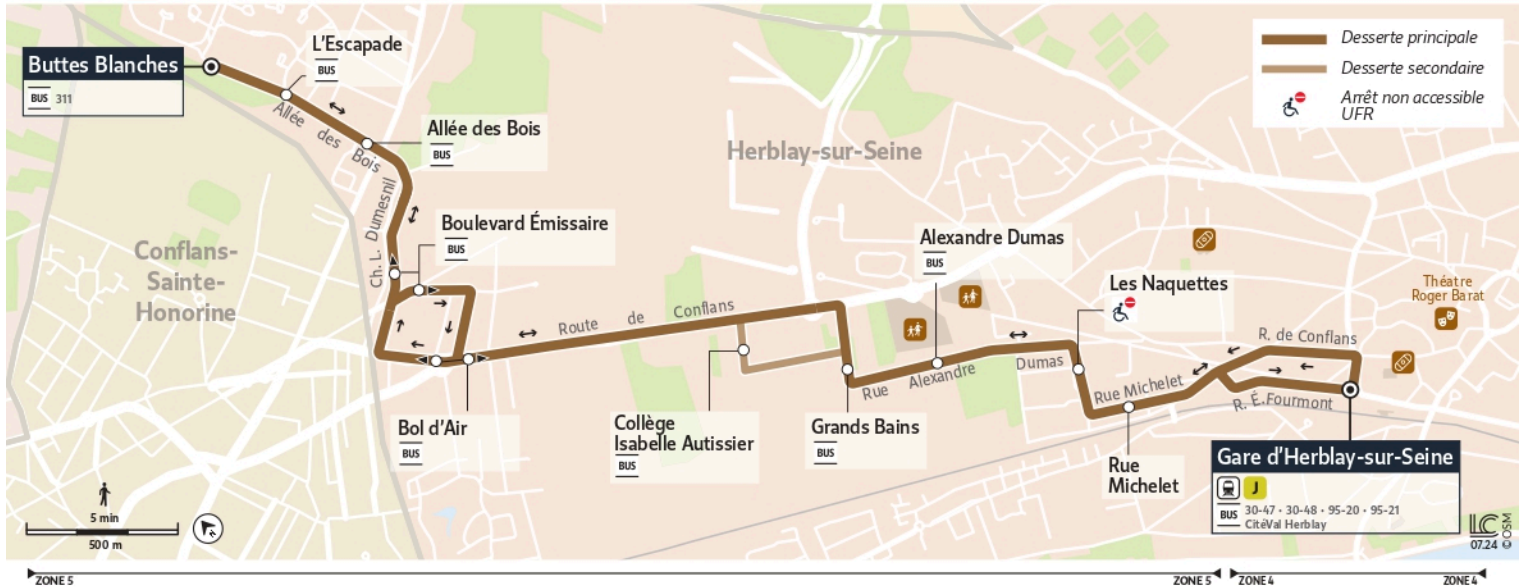 Buttes Blanches
BUS 311
L'Escapade
BUS
Allée des Bois
Allée des Bois
BUS
Ch. L. Dumesnil
Boulevard Émissaire
BUS
Conflans-
Sainte-
Honorine
Herblay-sur-Seine
Desserte principale
Desserte secondaire
Arrêt non accessible
UFR
Route de Conflans
Bol d'Air
BUS
Collège
Isabelle Autissier
BUS
Grands Bains
BUS
Rue Alexandre Dumas
Alexandre Dumas
BUS
Les Naquettes
Rue Michelet
Rue
Michelet
R. de Conflans
R. É.Fourmont
Théatre
Roger Barat
Gare d'Herblay-sur-Seine
J
BUS 30-47 · 30-48 · 95-20 · 95-21
CitéVal Herblay
5 min
500 m
LC
07.24 © OSM
ZONE 5
ZONE 5
ZONE 4
ZONE 4